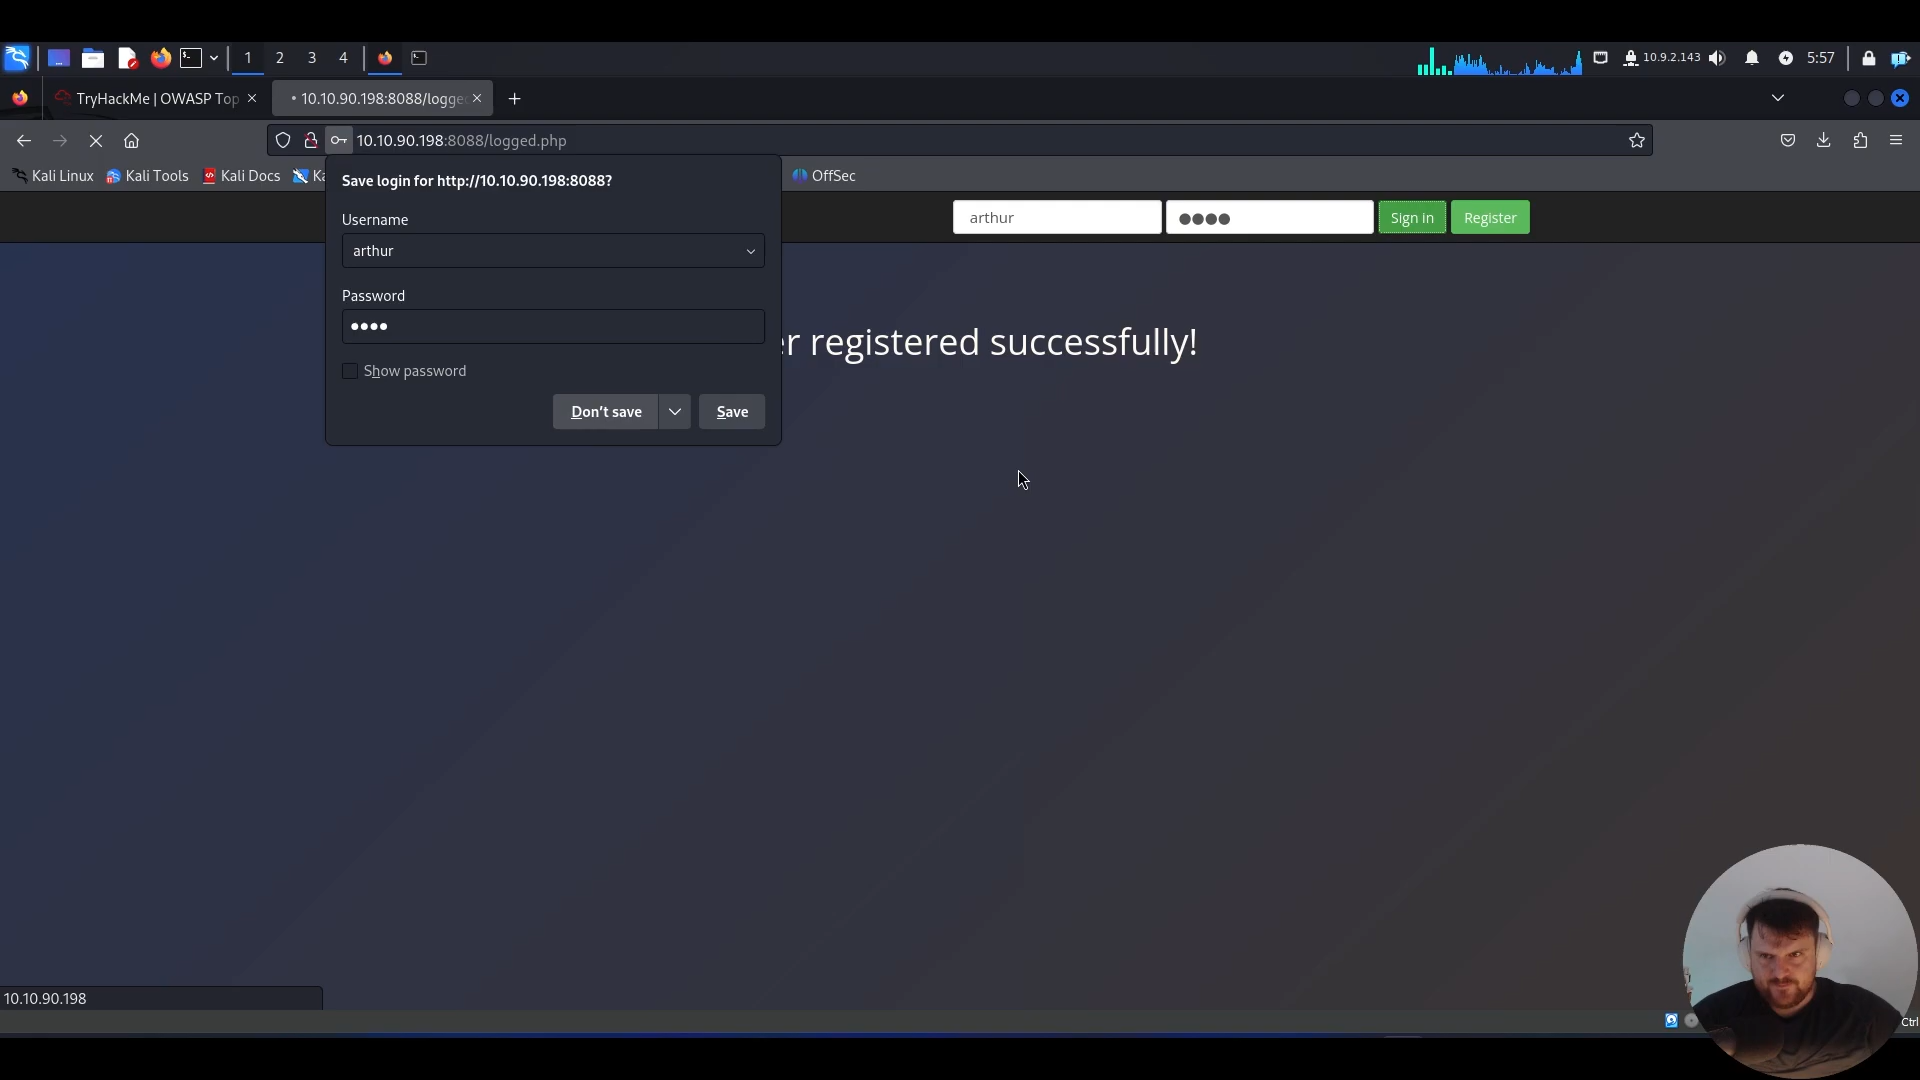 1 2 3 4 10.9.2.143 5:57
TryHackMe | OWASP Top 10.10.90.198:8088/logge
10.10.90.198:8088/logged.php
Kali Linux Kali Tools Kali Docs Ka OffSec
Save login for http://10.10.90.198:8088?
Username
arthur
Password
Show password
Don't save Save
arthur Sign in Register
er registered successfully!
10.10.90.198
Ctrl